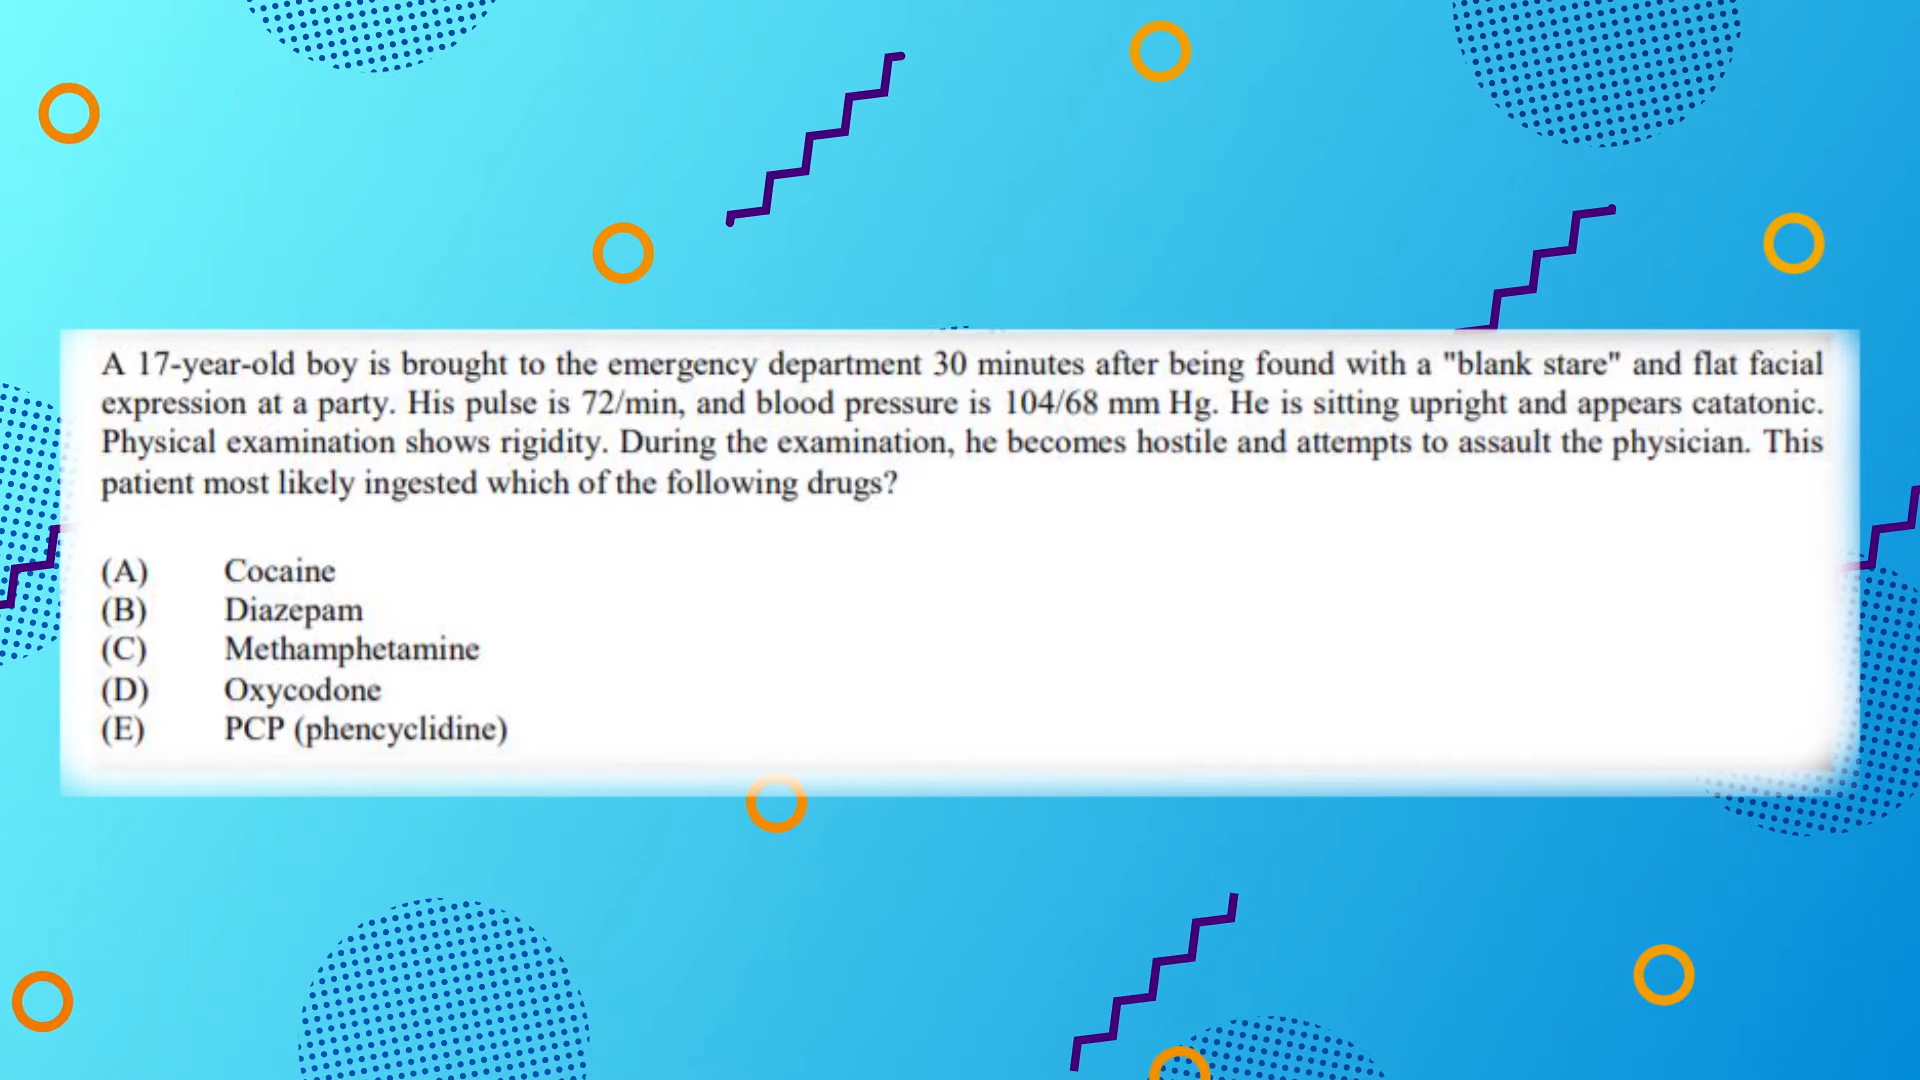 A 17-year-old boy is brought to the emergency department 30 minutes after being found with a "blank stare" and flat facial
expression at a party. His pulse is 72/min, and blood pressure is 104/68 mm Hg. He is sitting upright and appears catatonic.
Physical examination shows rigidity. During the examination, he becomes hostile and attempts to assault the physician. This
patient most likely ingested which of the following drugs?
(A) Cocaine
(B) Diazepam
(C) Methamphetamine
(D) Oxycodone
(E) PCP (phencyclidine)